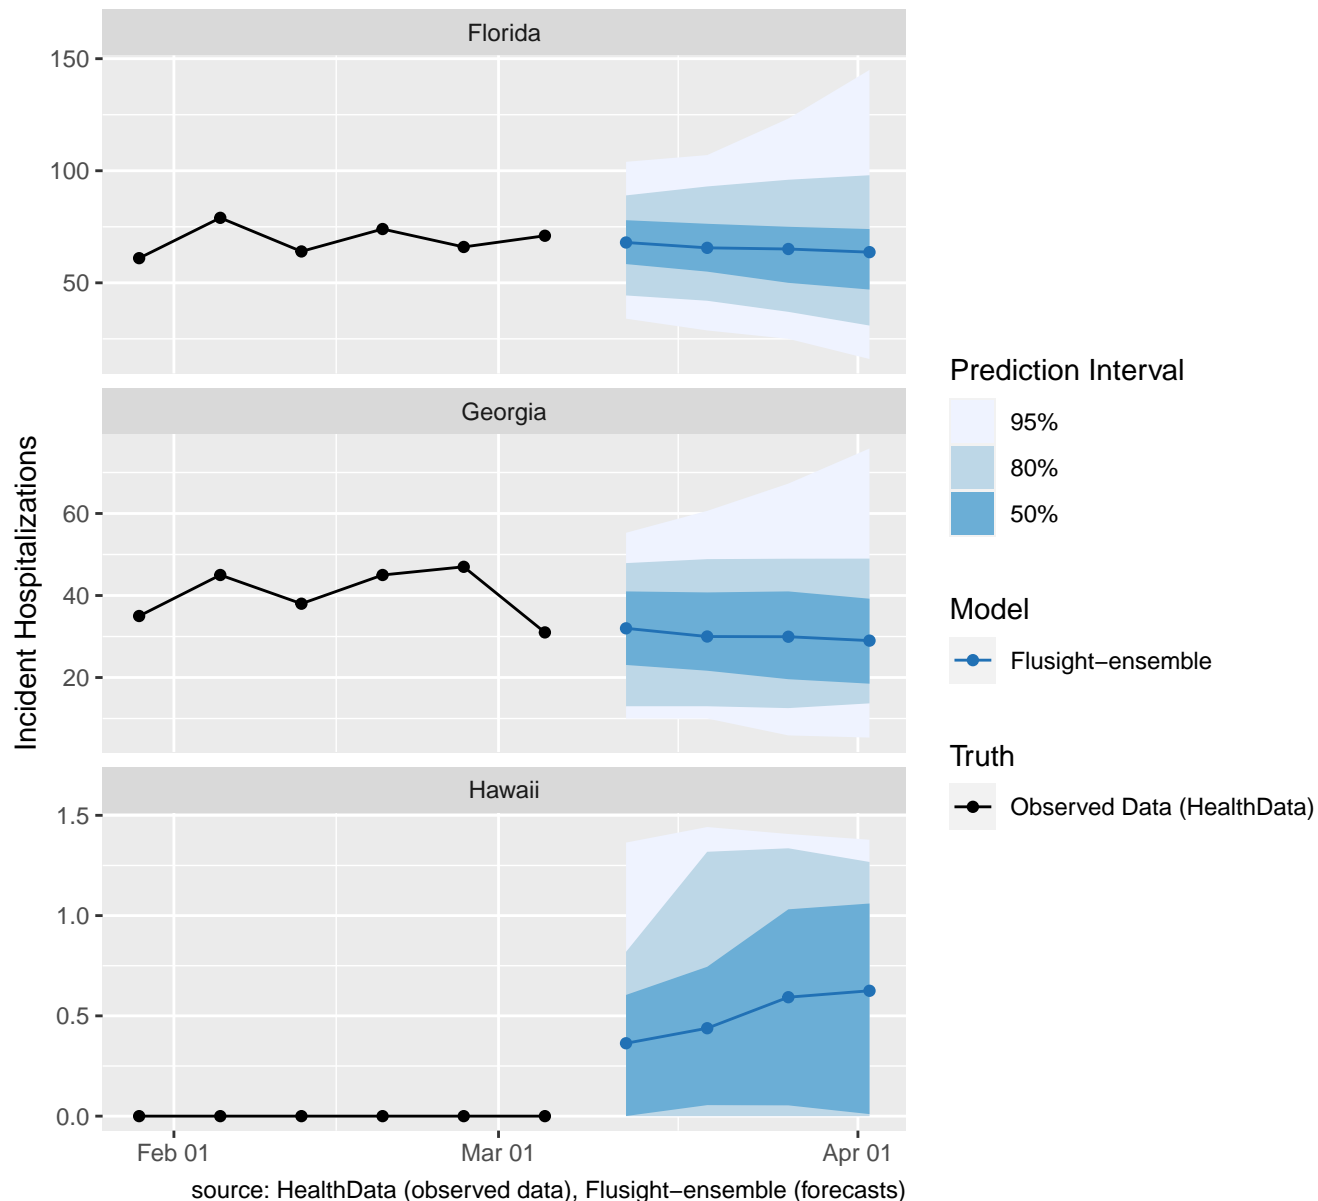 Florida
150
100
50
Georgia
60
40
20
Hawaii
1.5
1.0
0.5
0.0
Feb 01
Mar 01
Apr 01
Incident Hospitalizations
source: HealthData (observed data), Flusight−ensemble (forecasts)
Prediction Interval
95%
80%
50%
Model
Flusight−ensemble
Truth
Observed Data (HealthData)